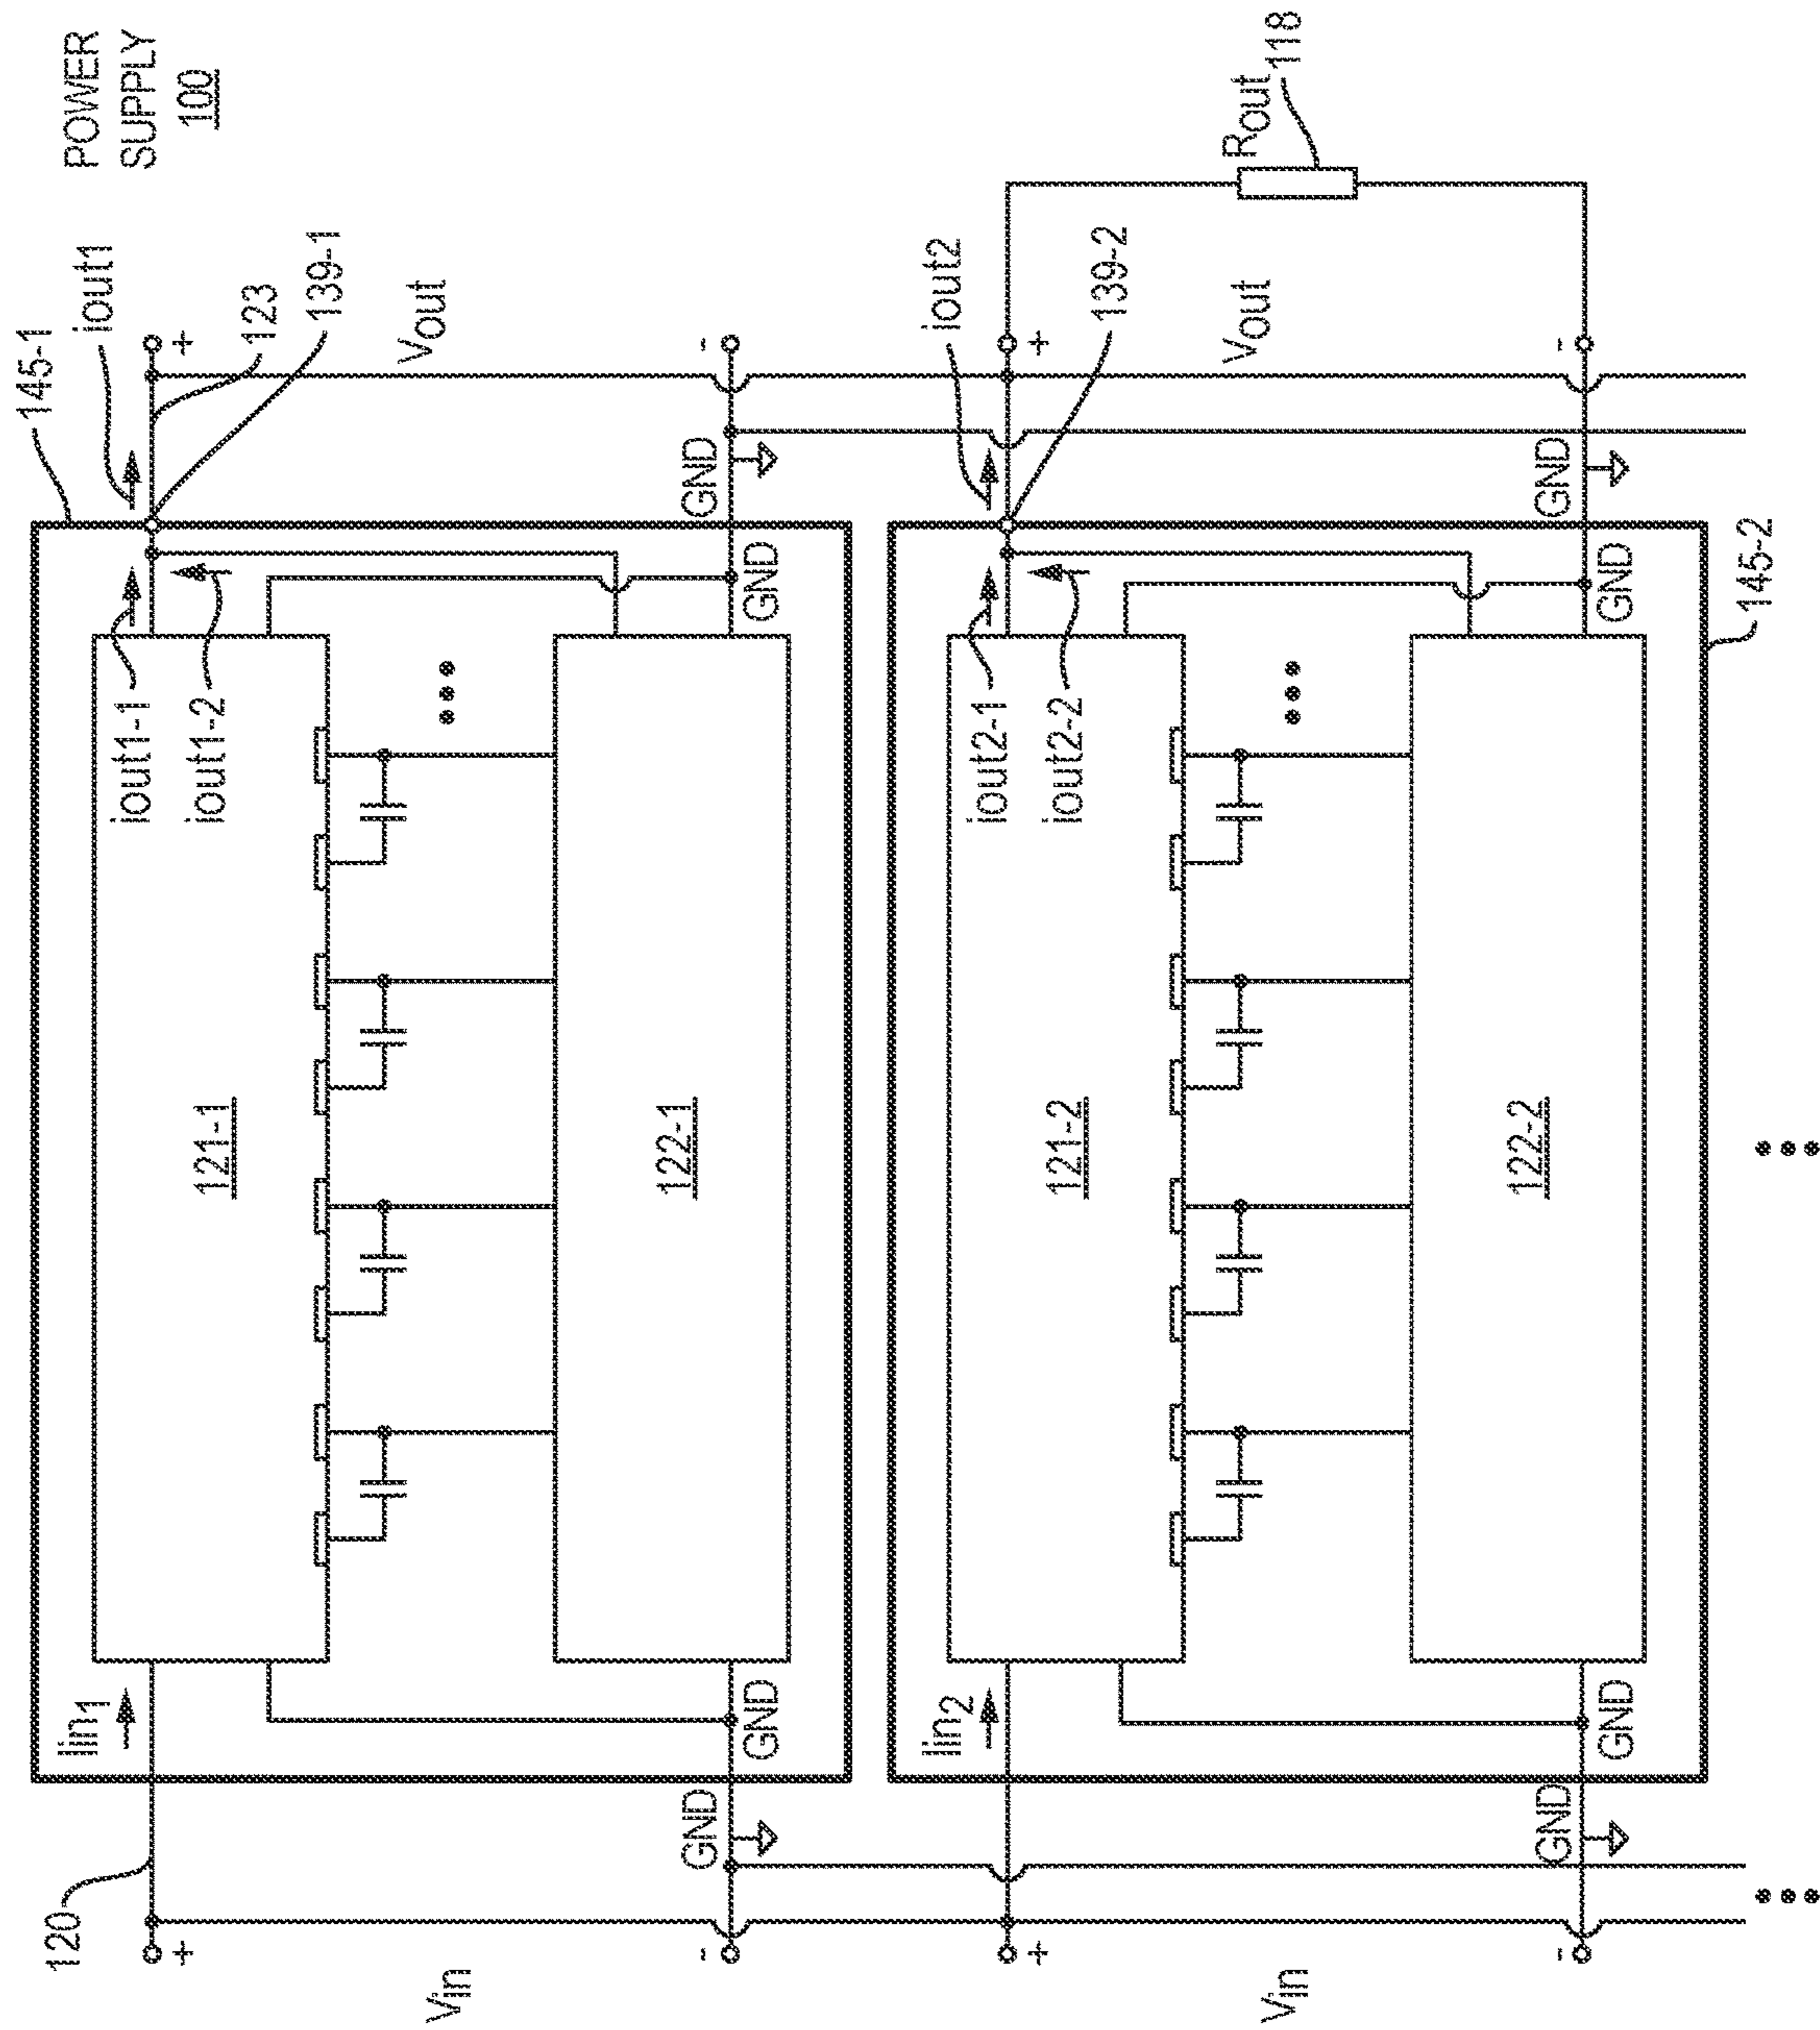 POWER
SUPPLY
100
145-1
iout1
123
139-1
Vout
GND
GND
iout1-1
iout1-2
121-1
122-1
Iin1
120
+
-
Vin
GND
GND
+
-
iout2
139-2
Vout
Rout
118
+
-
GND
GND
iout2-1
iout2-2
121-2
122-2
145-2
Iin2
GND
GND
+
-
Vin